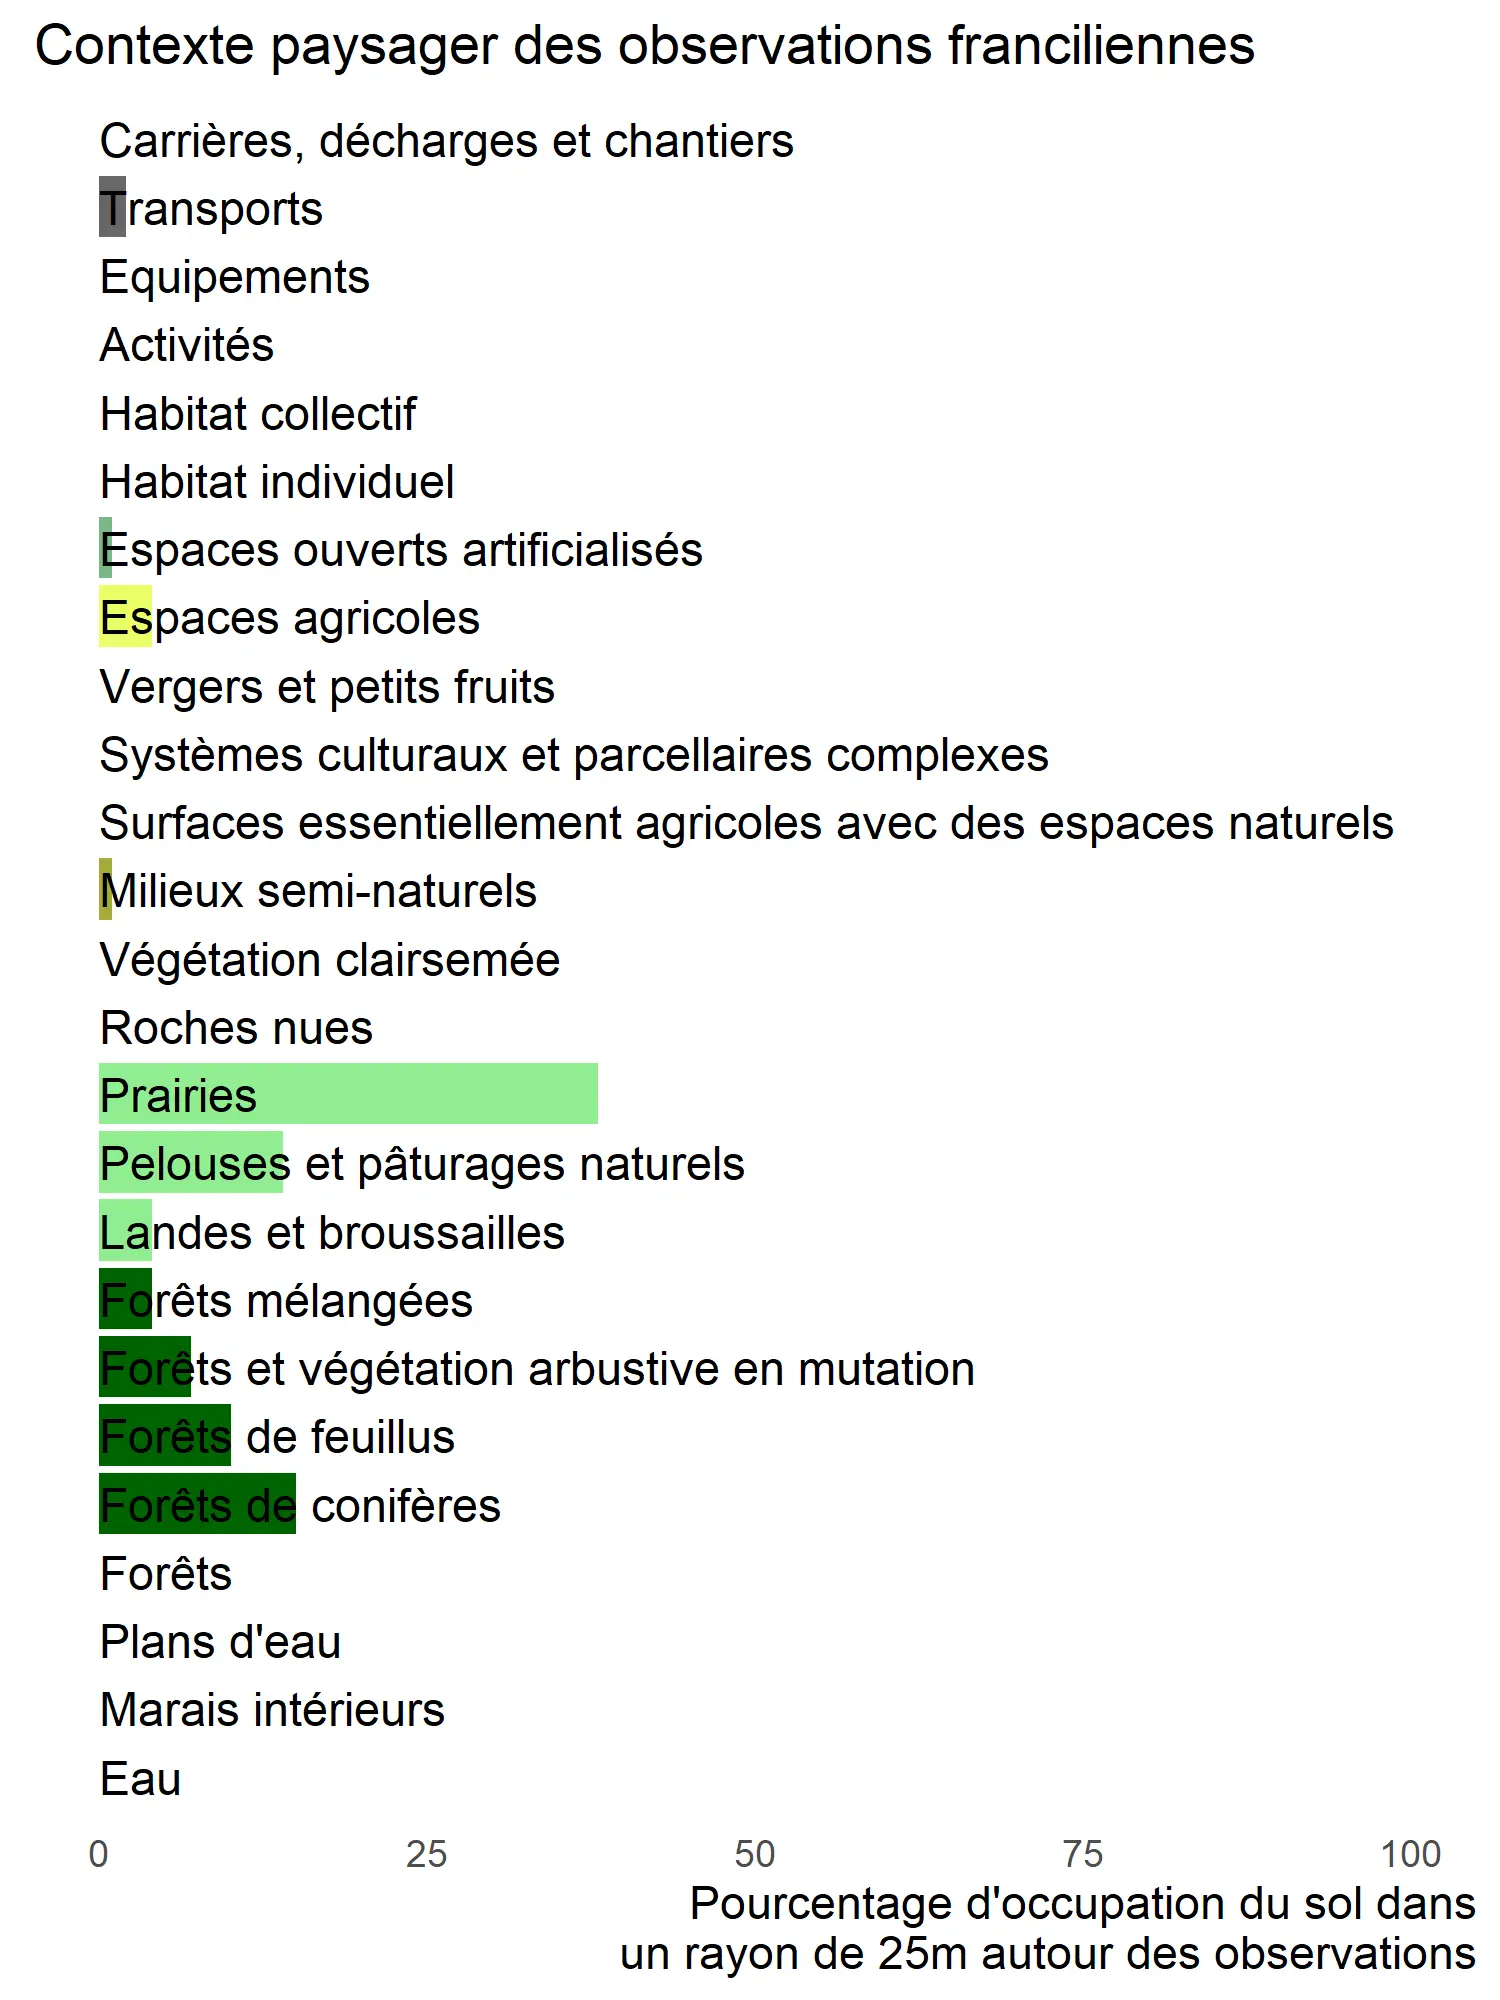 Contexte paysager des observations franciliennes
Carrières, décharges et chantiers
Transports
Equipements
Activités
Habitat collectif
Habitat individuel
Espaces ouverts artificialisés
Espaces agricoles
Vergers et petits fruits
Systèmes culturaux et parcellaires complexes
Surfaces essentiellement agricoles avec des espaces naturels
Milieux semi-naturels
Végétation clairsemée
Roches nues
Prairies
Pelouses et pâturages naturels
Landes et broussailles
Forêts mélangées
Forêts et végétation arbustive en mutation
Forêts de feuillus
Forêts de conifères
Forêts
Plans d'eau
Marais intérieurs
Eau
0 25 50 75 100
Pourcentage d'occupation du sol dans
un rayon de 25m autour des observations